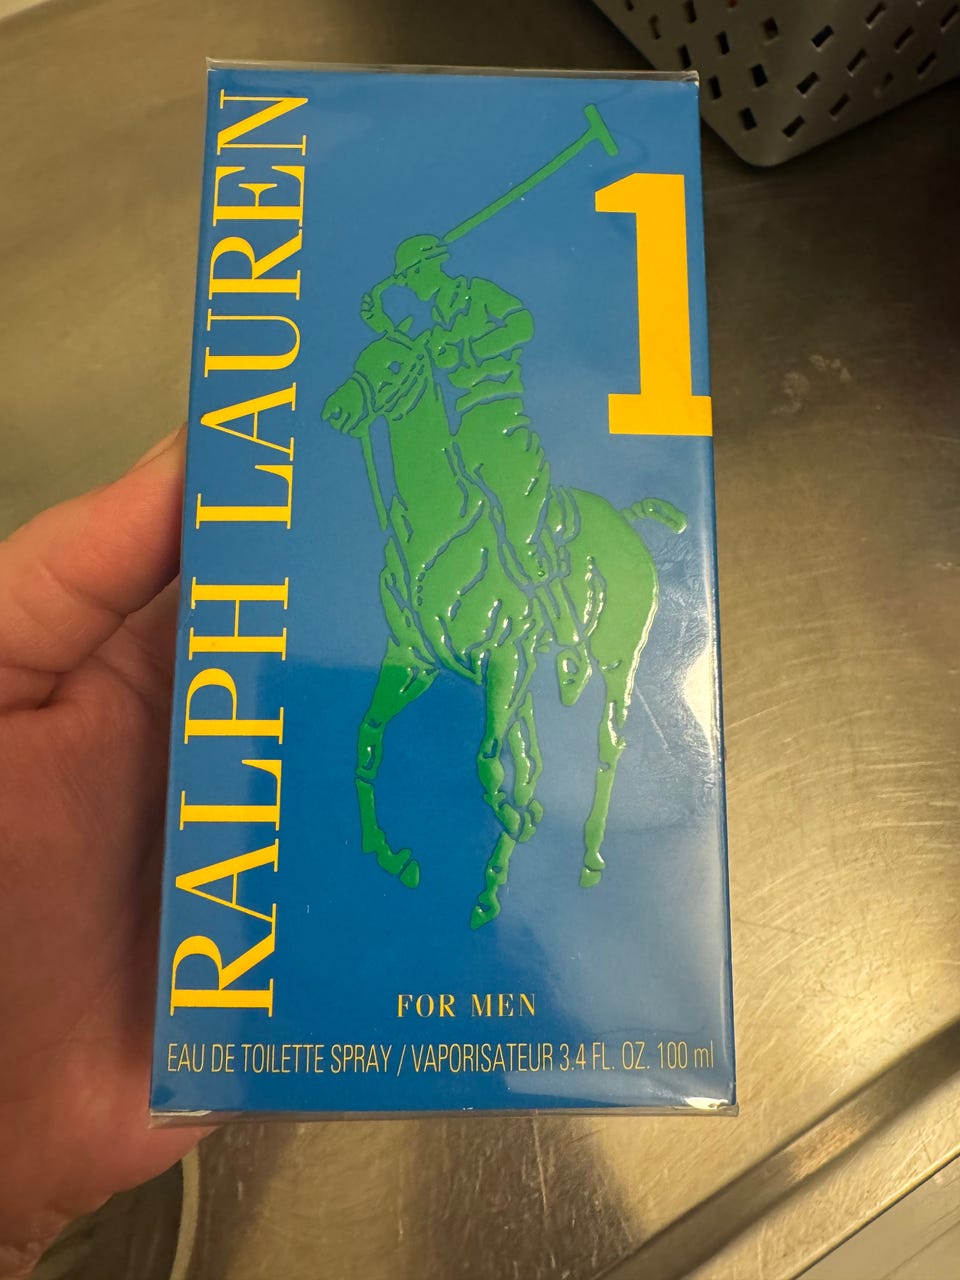 RALPH LAUREN
1
FOR MEN
EAU DE TOILETTE SPRAY / VAPORISATEUR 3.4 FL. OZ. 100 ml